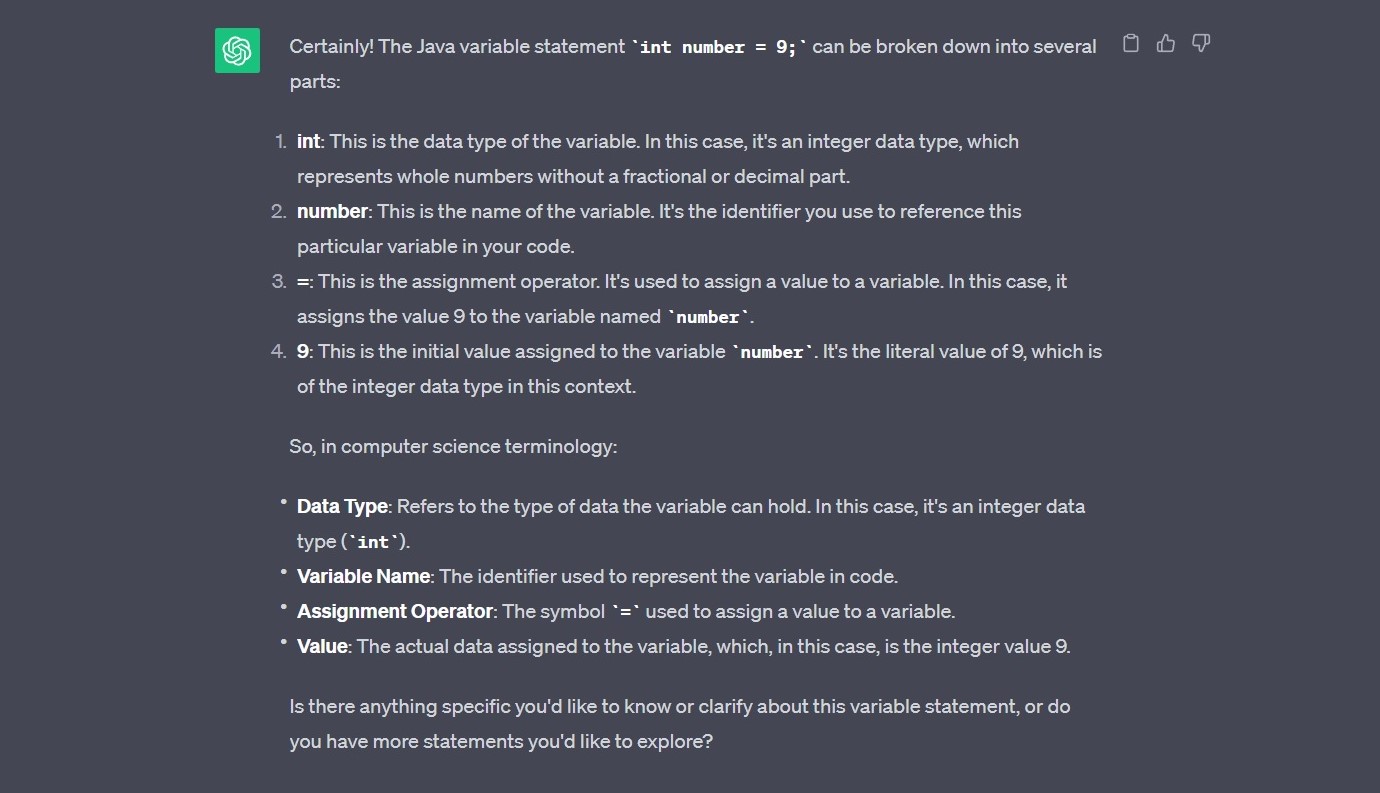 Certainly! The Java variable statement `int number = 9;` can be broken down into several
parts:
1. int: This is the data type of the variable. In this case, it's an integer data type, which
represents whole numbers without a fractional or decimal part.
2. number: This is the name of the variable. It's the identifier you use to reference this
particular variable in your code.
3. =: This is the assignment operator. It's used to assign a value to a variable. In this case, it
assigns the value 9 to the variable named `number`.
4. 9: This is the initial value assigned to the variable `number`. It's the literal value of 9, which is
of the integer data type in this context.
So, in computer science terminology:
• Data Type: Refers to the type of data the variable can hold. In this case, it's an integer data
type (`int`).
• Variable Name: The identifier used to represent the variable in code.
• Assignment Operator: The symbol `=` used to assign a value to a variable.
• Value: The actual data assigned to the variable, which, in this case, is the integer value 9.
Is there anything specific you'd like to know or clarify about this variable statement, or do
you have more statements you'd like to explore?